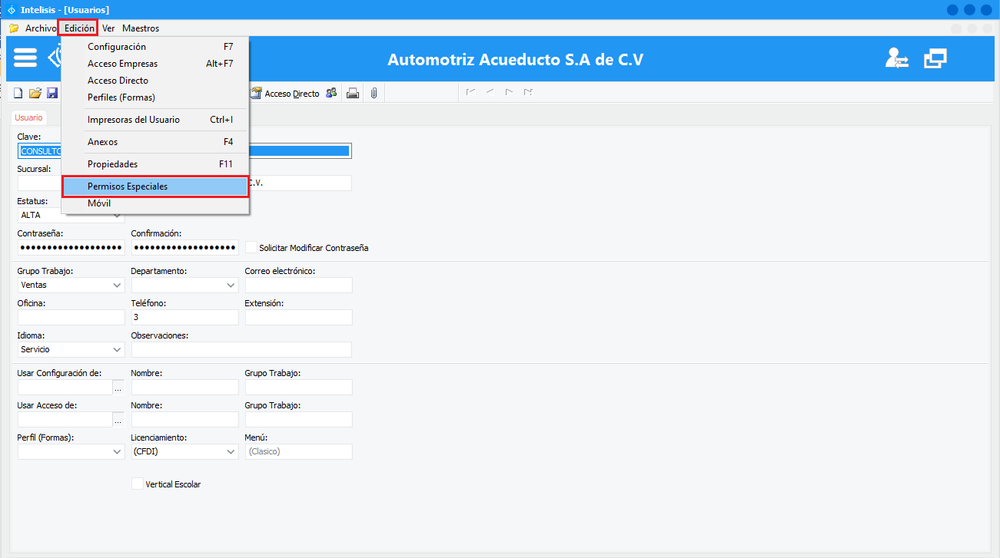 Intelisis - [Usuarios]
Archivo Edición Ver Maestros
Automotriz Acueducto S.A de C.V
Configuración F7
Acceso Empresas Alt+F7
Acceso Directo
Perfiles (Formas)
Impresoras del Usuario Ctrl+I
Anexos F4
Propiedades F11
Permisos Especiales
Móvil
Acceso Directo
Usuario
Clave:
CONSULTO
Sucursal:
C.V.
Estatus:
ALTA
Contraseña: Confirmación:
Solicitar Modificar Contraseña
Grupo Trabajo: Departamento: Correo electrónico:
Ventas
Oficina: Teléfono: Extensión:
3
Idioma: Observaciones:
Servicio
Usar Configuración de: Nombre: Grupo Trabajo:
...
Usar Acceso de: Nombre: Grupo Trabajo:
...
Perfil (Formas): Licenciamiento: Menú:
(CFDI) (Clasico)
Vertical Escolar